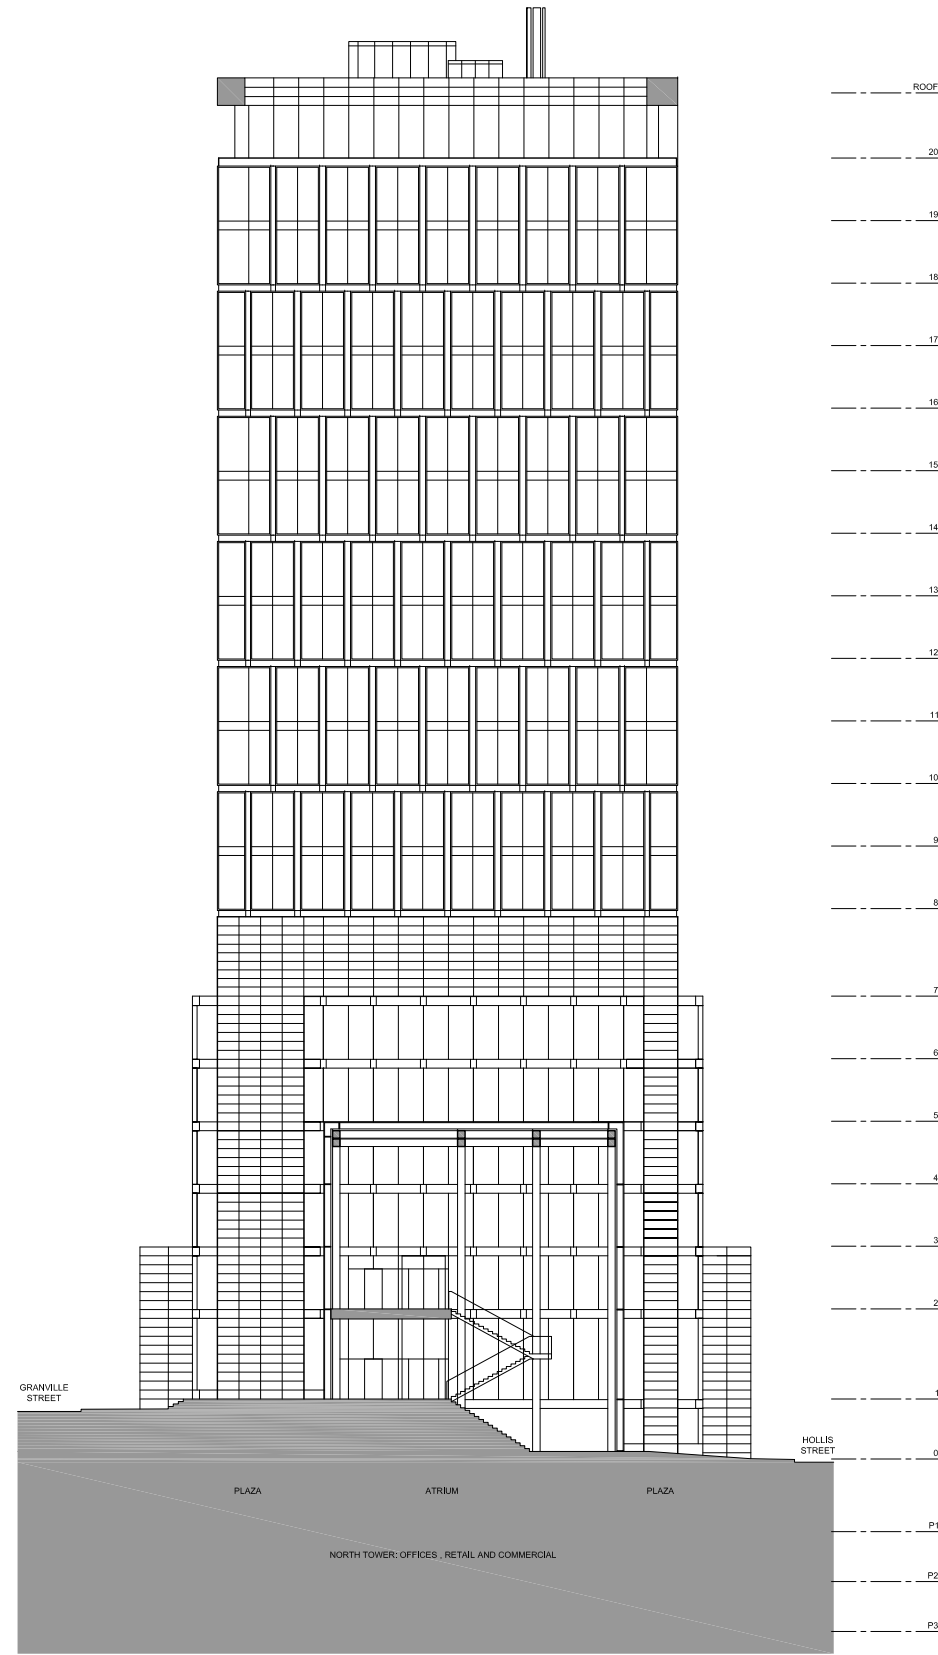 ROOF
20
19
18
17
16
15
14
13
12
11
10
9
8
7
6
5
4
3
2
GRANVILLE
STREET
1
HOLLIS
STREET
0
PLAZA ATRIUM PLAZA
P1
NORTH TOWER: OFFICES , RETAIL AND COMMERCIAL
P2
P3